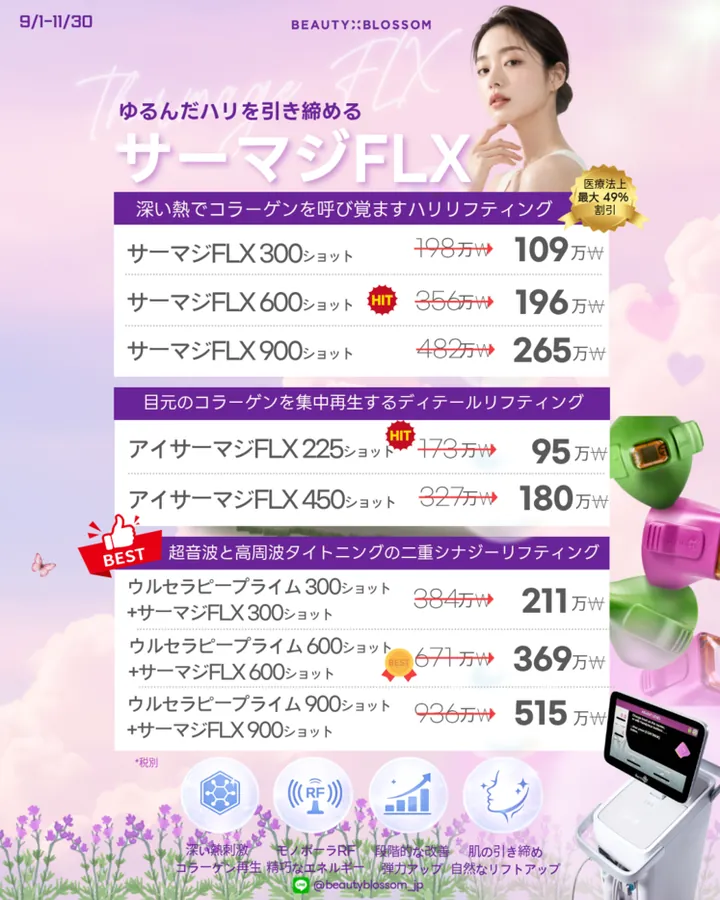 9/1-11/30
BEAUTY BLOSSOM
Thermage FLX
ゆるんだハリを引き締める
サーマジFLX
医療法上
最大 49%
割引
深い熱でコラーゲンを呼び覚ますハリリフティング
サーマジFLX 300ショット 198万₩ 109万₩
サーマジFLX 600ショット HIT 356万₩ 196万₩
サーマジFLX 900ショット 482万₩ 265万₩
目元のコラーゲンを集中再生するディテールリフティング
アイサーマジFLX 225ショット HIT 173万₩ 95万₩
アイサーマジFLX 450ショット 327万₩ 180万₩
BEST
超音波と高周波タイトニングの二重シナジーリフティング
ウルセラピープライム 300ショット
+サーマジFLX 300ショット 384万₩ 211万₩
ウルセラピープライム 600ショット
+サーマジFLX 600ショット BEST 671万₩ 369万₩
ウルセラピープライム 900ショット
+サーマジFLX 900ショット 936万₩ 515万₩
*税別
RF
深い熱刺激
コラーゲン再生
モノポーラRF
精巧なエネルギー
段階的な改善
弾力アップ
肌の引き締め
自然なリフトアップ
LINE @beautyblossom_jp